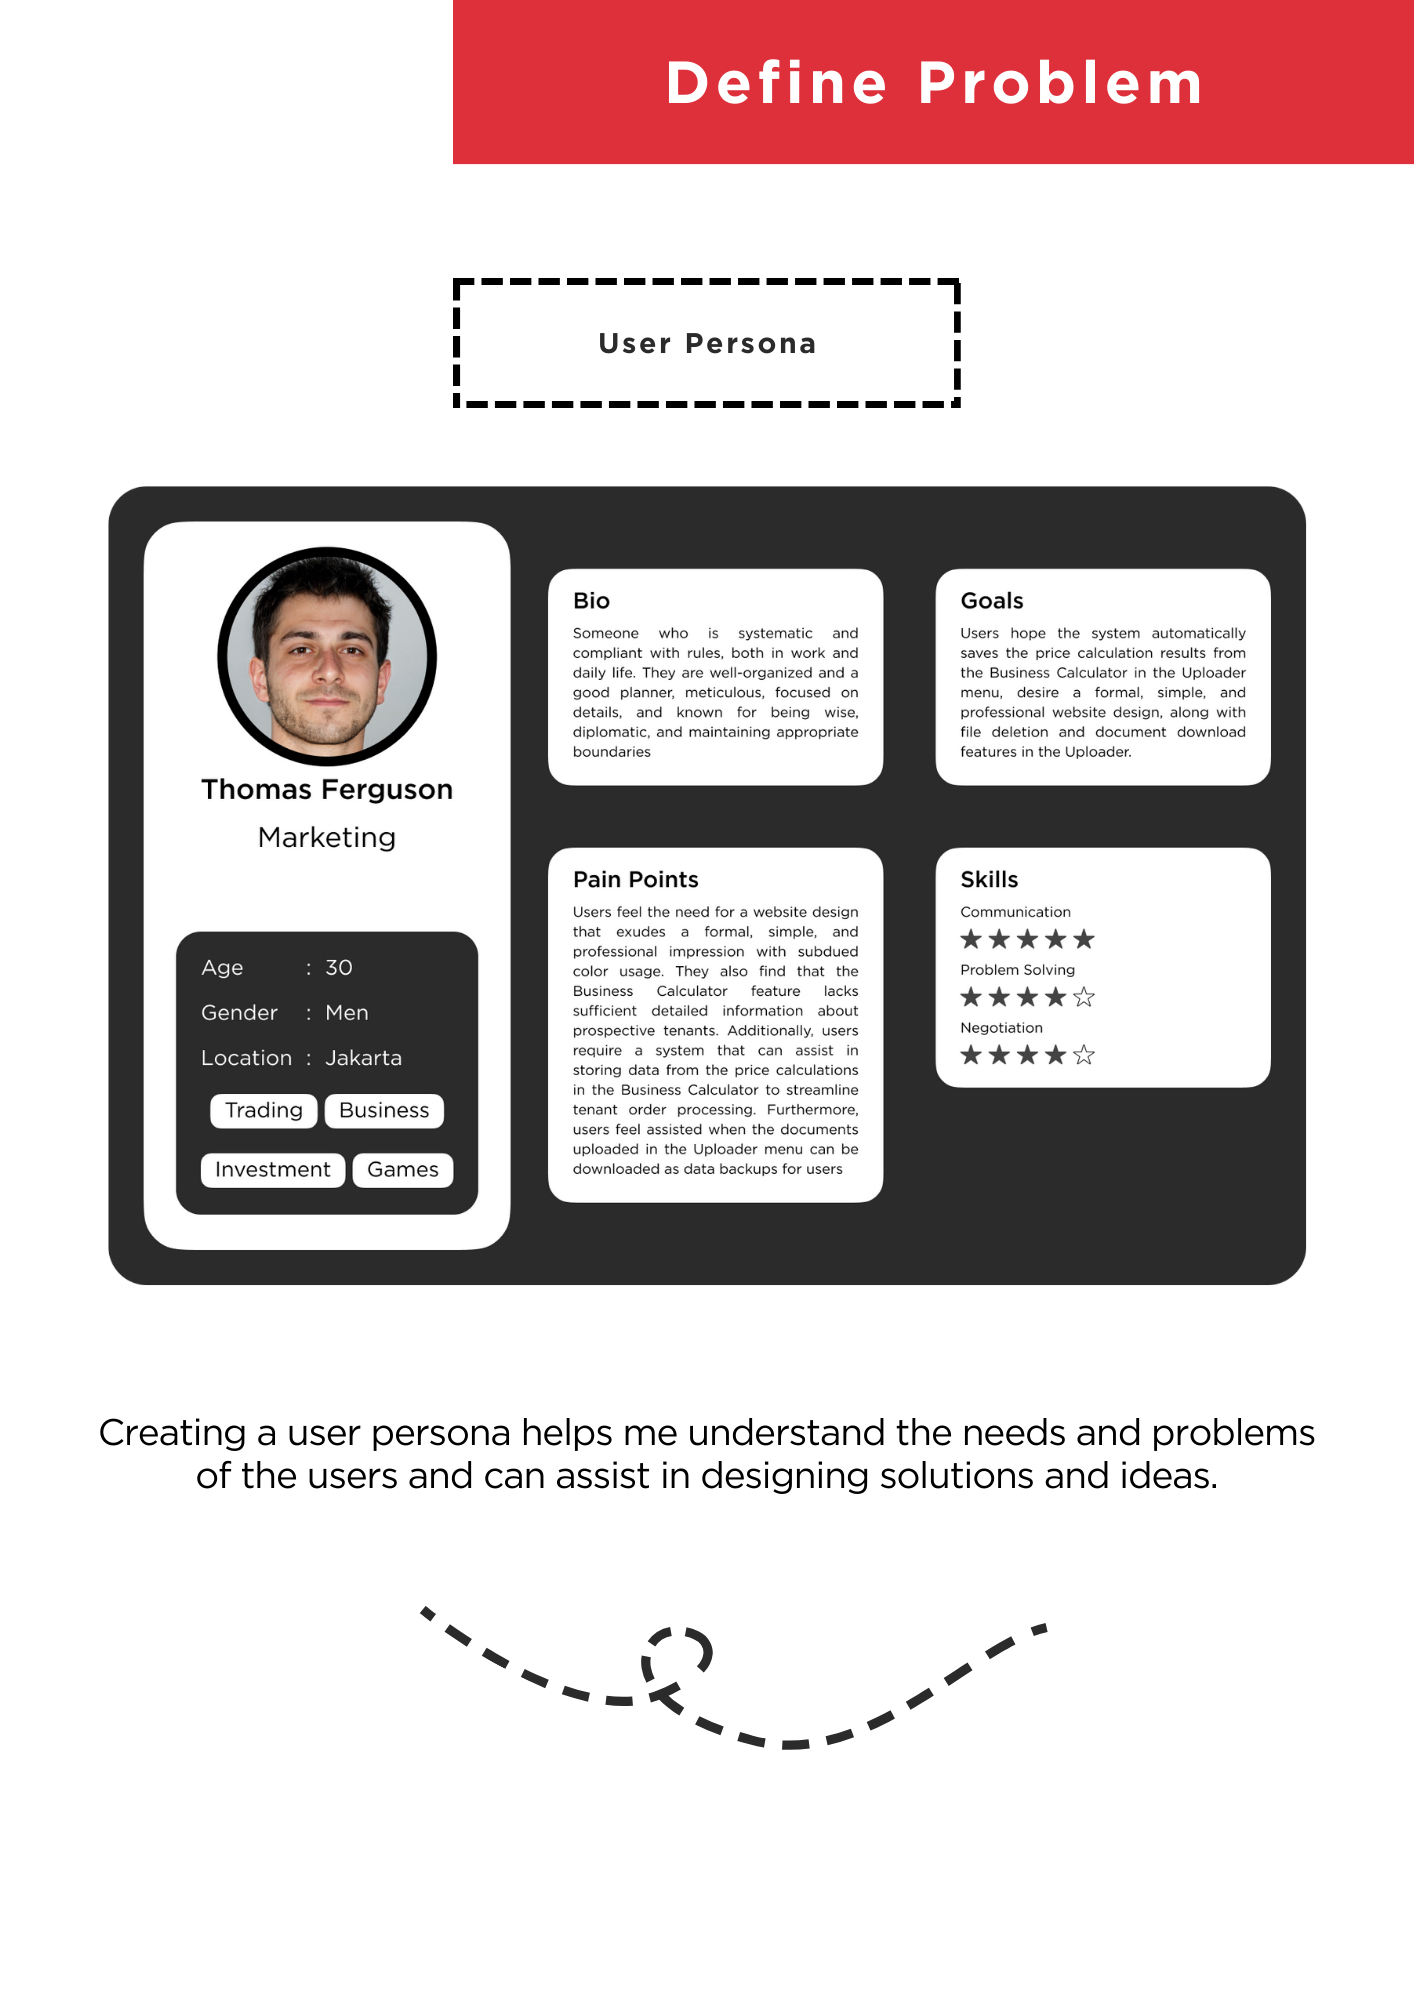 Define Problem
User Persona
Thomas Ferguson
Marketing
Age : 30
Gender : Men
Location : Jakarta
Trading Business
Investment Games
Bio
Someone who is systematic and
compliant with rules, both in work and
daily life. They are well-organized and a
good planner, meticulous, focused on
details, and known for being wise,
diplomatic, and maintaining appropriate
boundaries
Goals
Users hope the system automatically
saves the price calculation results from
the Business Calculator in the Uploader
menu, desire a formal, simple, and
professional website design, along with
file deletion and document download
features in the Uploader.
Pain Points
Users feel the need for a website design
that exudes a formal, simple, and
professional impression with subdued
color usage. They also find that the
Business Calculator feature lacks
sufficient detailed information about
prospective tenants. Additionally, users
require a system that can assist in
storing data from the price calculations
in the Business Calculator to streamline
tenant order processing. Furthermore,
users feel assisted when the documents
uploaded in the Uploader menu can be
downloaded as data backups for users
Skills
Communication
★★★★★
Problem Solving
★★★★☆
Negotiation
★★★★☆
Creating a user persona helps me understand the needs and problems
of the users and can assist in designing solutions and ideas.